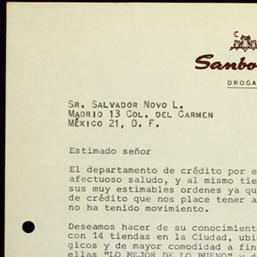 Sanbo
DROGA
SR. SALVADOR NOVO L.
MADRID 13 COL. DEL CARMEN
MÉXICO 21, D. F.
Estimado señor
El departamento de crédito por e
afectuoso saludo, y al mismo tie
sus muy estimables ordenes ya qu
de crédito que nos place tener a
no ha tenido movimiento.
Deseamos hacer de su conocimient
con 14 tiendas en la Ciudad, ubi
gicos y de mayor comodidad a fin
ellas "LO MEJOR DE LO BUENO" y d